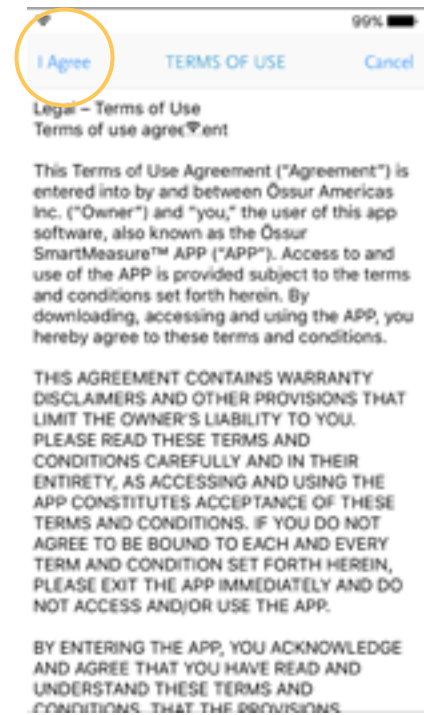 99%
I Agree TERMS OF USE Cancel
Legal – Terms of Use
Terms of use agreement
This Terms of Use Agreement ("Agreement") is
entered into by and between Össur Americas
Inc. ("Owner") and "you," the user of this app
software, also known as the Össur
SmartMeasure™ APP ("APP"). Access to and
use of the APP is provided subject to the terms
and conditions set forth herein. By
downloading, accessing and using the APP, you
hereby agree to these terms and conditions.
THIS AGREEMENT CONTAINS WARRANTY
DISCLAIMERS AND OTHER PROVISIONS THAT
LIMIT THE OWNER'S LIABILITY TO YOU.
PLEASE READ THESE TERMS AND
CONDITIONS CAREFULLY AND IN THEIR
ENTIRETY, AS ACCESSING AND USING THE
APP CONSTITUTES ACCEPTANCE OF THESE
TERMS AND CONDITIONS. IF YOU DO NOT
AGREE TO BE BOUND TO EACH AND EVERY
TERM AND CONDITION SET FORTH HEREIN,
PLEASE EXIT THE APP IMMEDIATELY AND DO
NOT ACCESS AND/OR USE THE APP.
BY ENTERING THE APP, YOU ACKNOWLEDGE
AND AGREE THAT YOU HAVE READ AND
UNDERSTAND THESE TERMS AND
CONDITIONS, THAT THE PROVISIONS